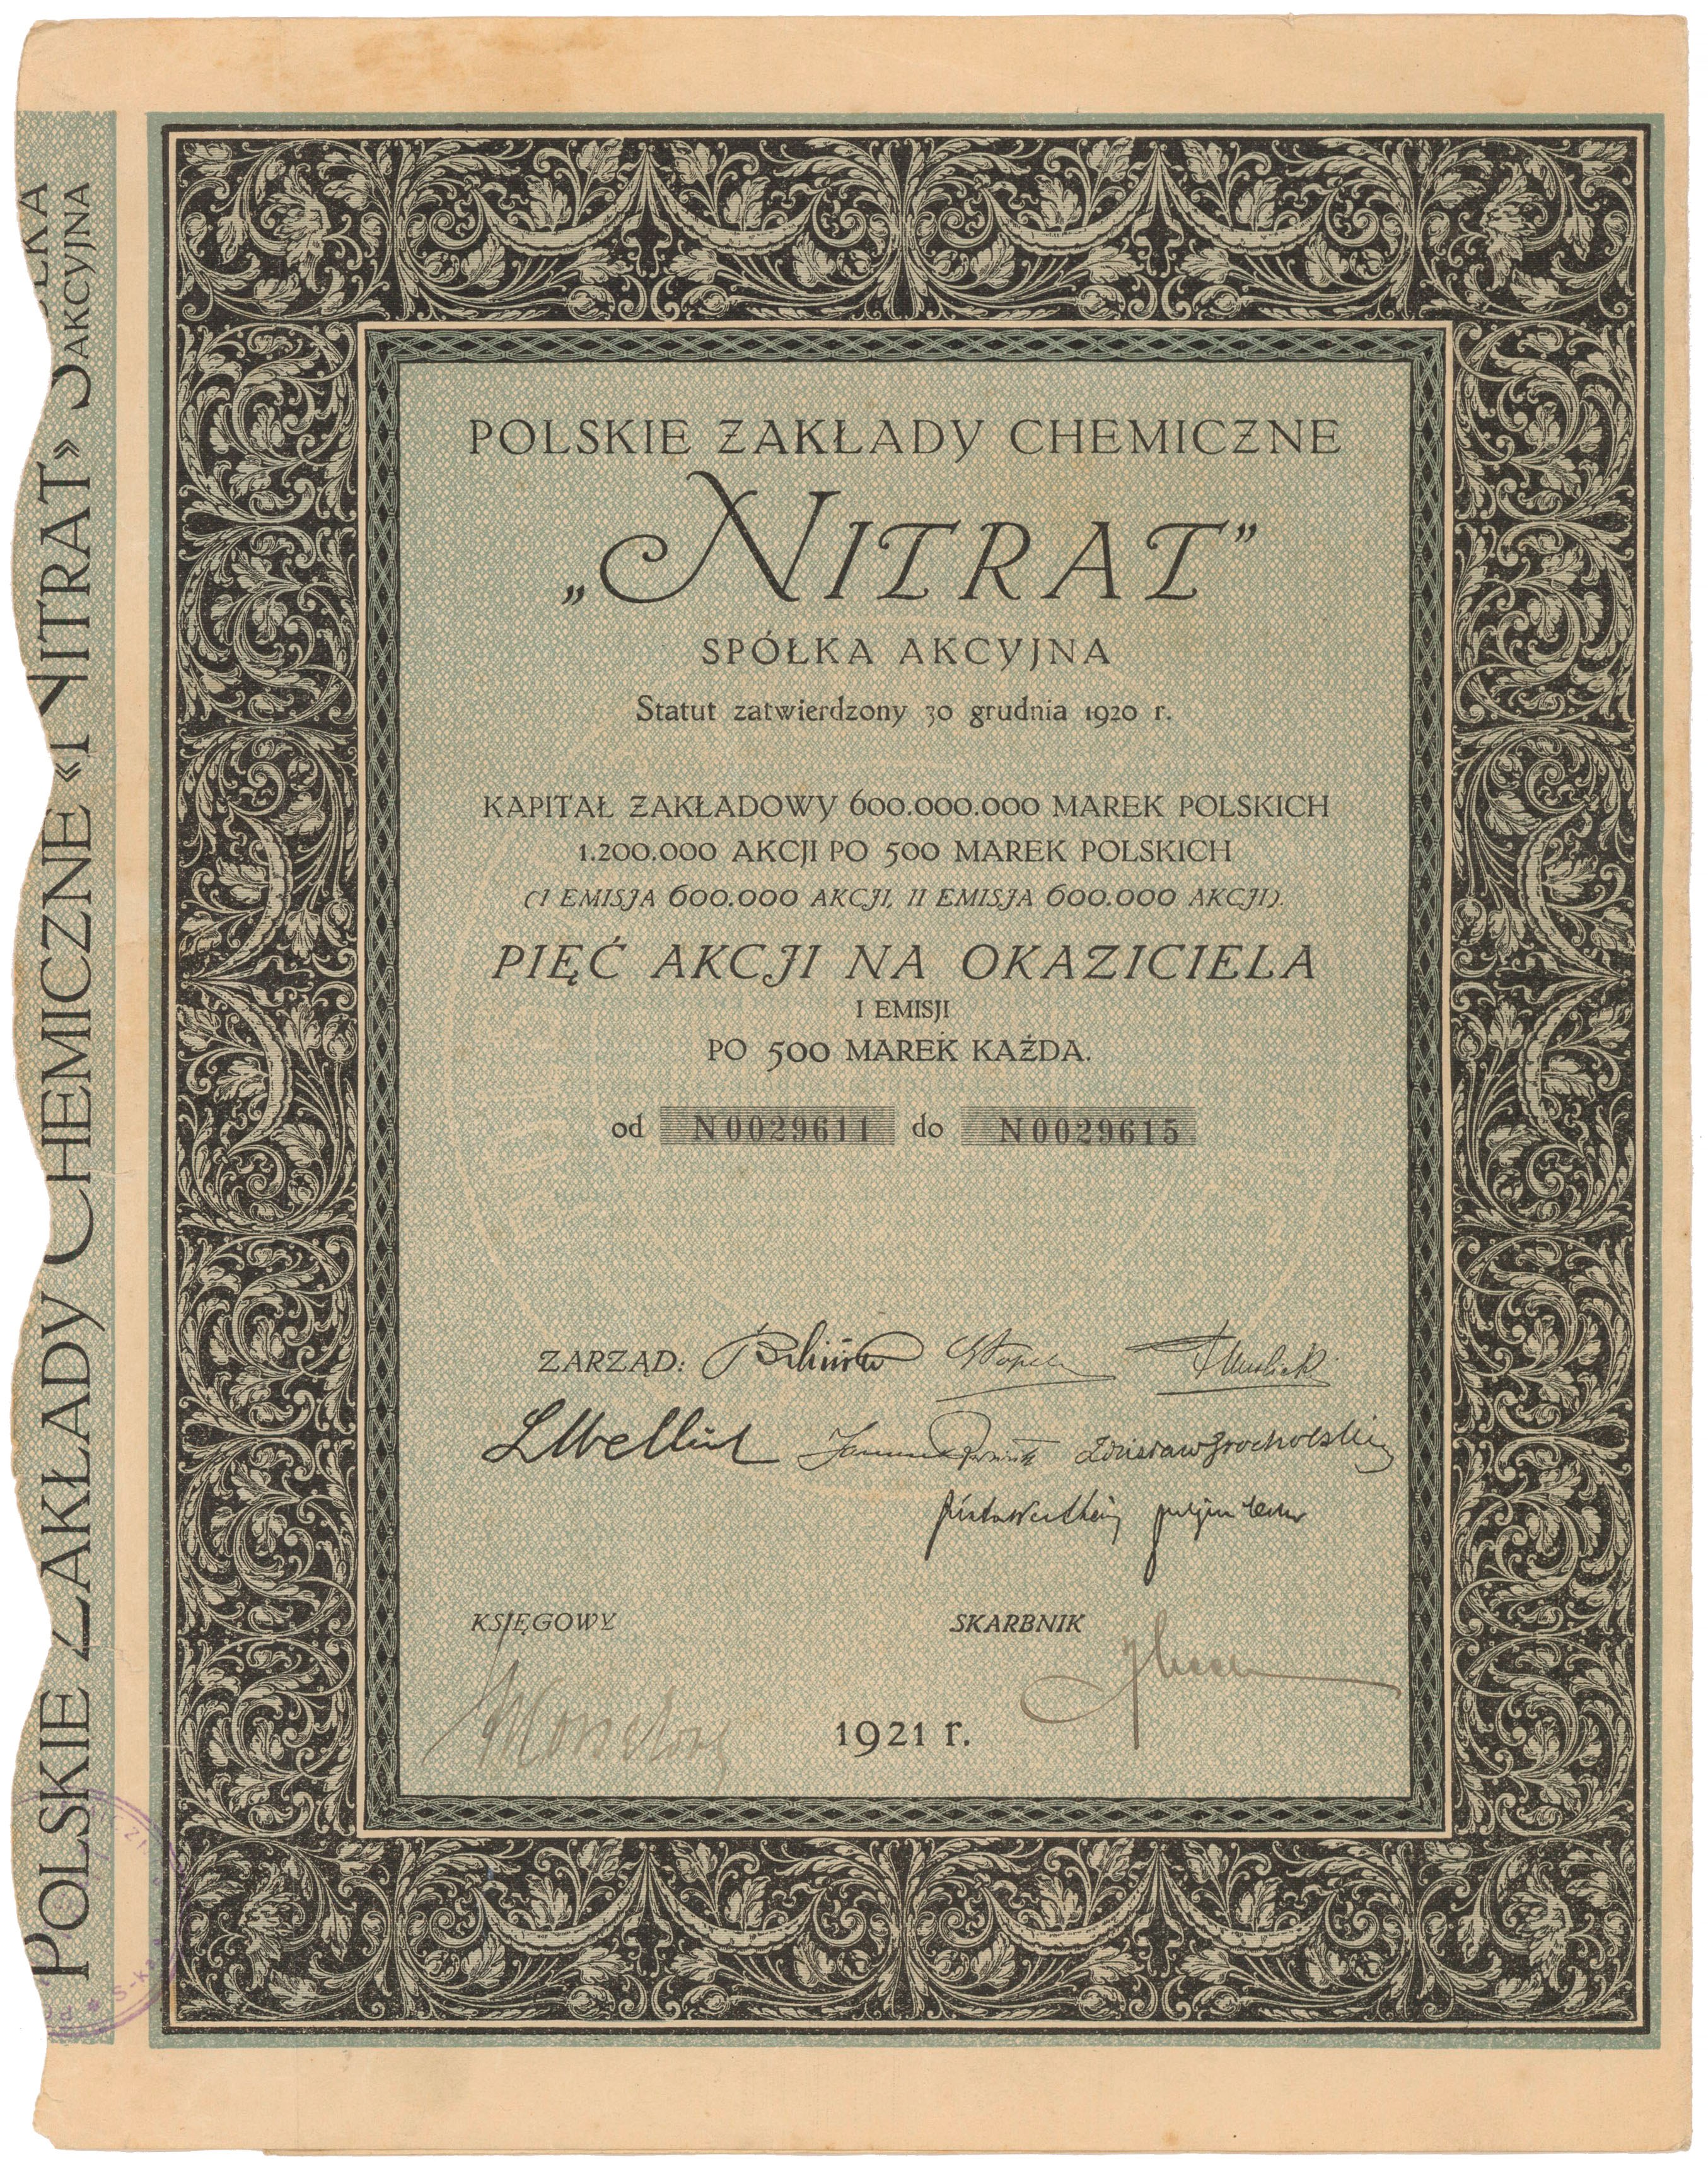 POLSKIE ZAKŁADY CHEMICZNE
„NITRAT”
SPÓŁKA AKCYJNA
Statut zatwierdzony 30 grudnia 1920 r.
KAPITAŁ ZAKŁADOWY 600.000.000 MAREK POLSKICH
1.200.000 AKCJI PO 500 MAREK POLSKICH
(I EMISJA 600.000 AKCJI, II EMISJA 600.000 AKCJI).
PIĘĆ AKCJI NA OKAZICIELA
I EMISJI
PO 500 MAREK KAŻDA.
od N0029611 do N0029615
ZARZĄD:
KSIĘGOWY SKARBNIK
1921 r.
POLSKIE ZAKŁADY CHEMICZNE «NITRAT» SPÓŁKA AKCYJNA